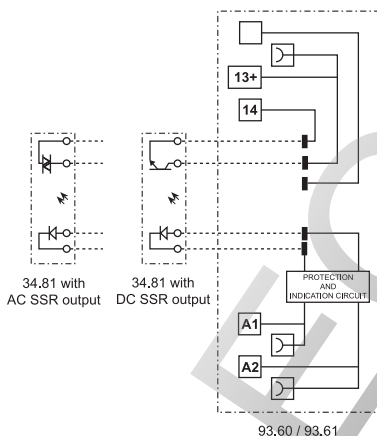 13+
14
34.81 with
AC SSR output
34.81 with
DC SSR output
PROTECTION
AND
INDICATION CIRCUIT
A1
A2
93.60 / 93.61